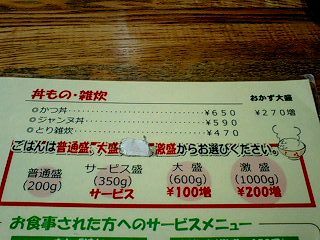 丼もの・雑炊 おかず大盛
◎かつ丼 ¥650 ¥270増
◎ジャンヌ丼 ¥590
◎とり雑炊 ¥470
ごはんは普通盛 大盛 激盛からお選びください。
普通盛 サービス盛 大盛 激盛
(200g) (350g) (600g) (1000g)
サービス ¥100増 ¥200増
お食事された方へのサービスメニュー